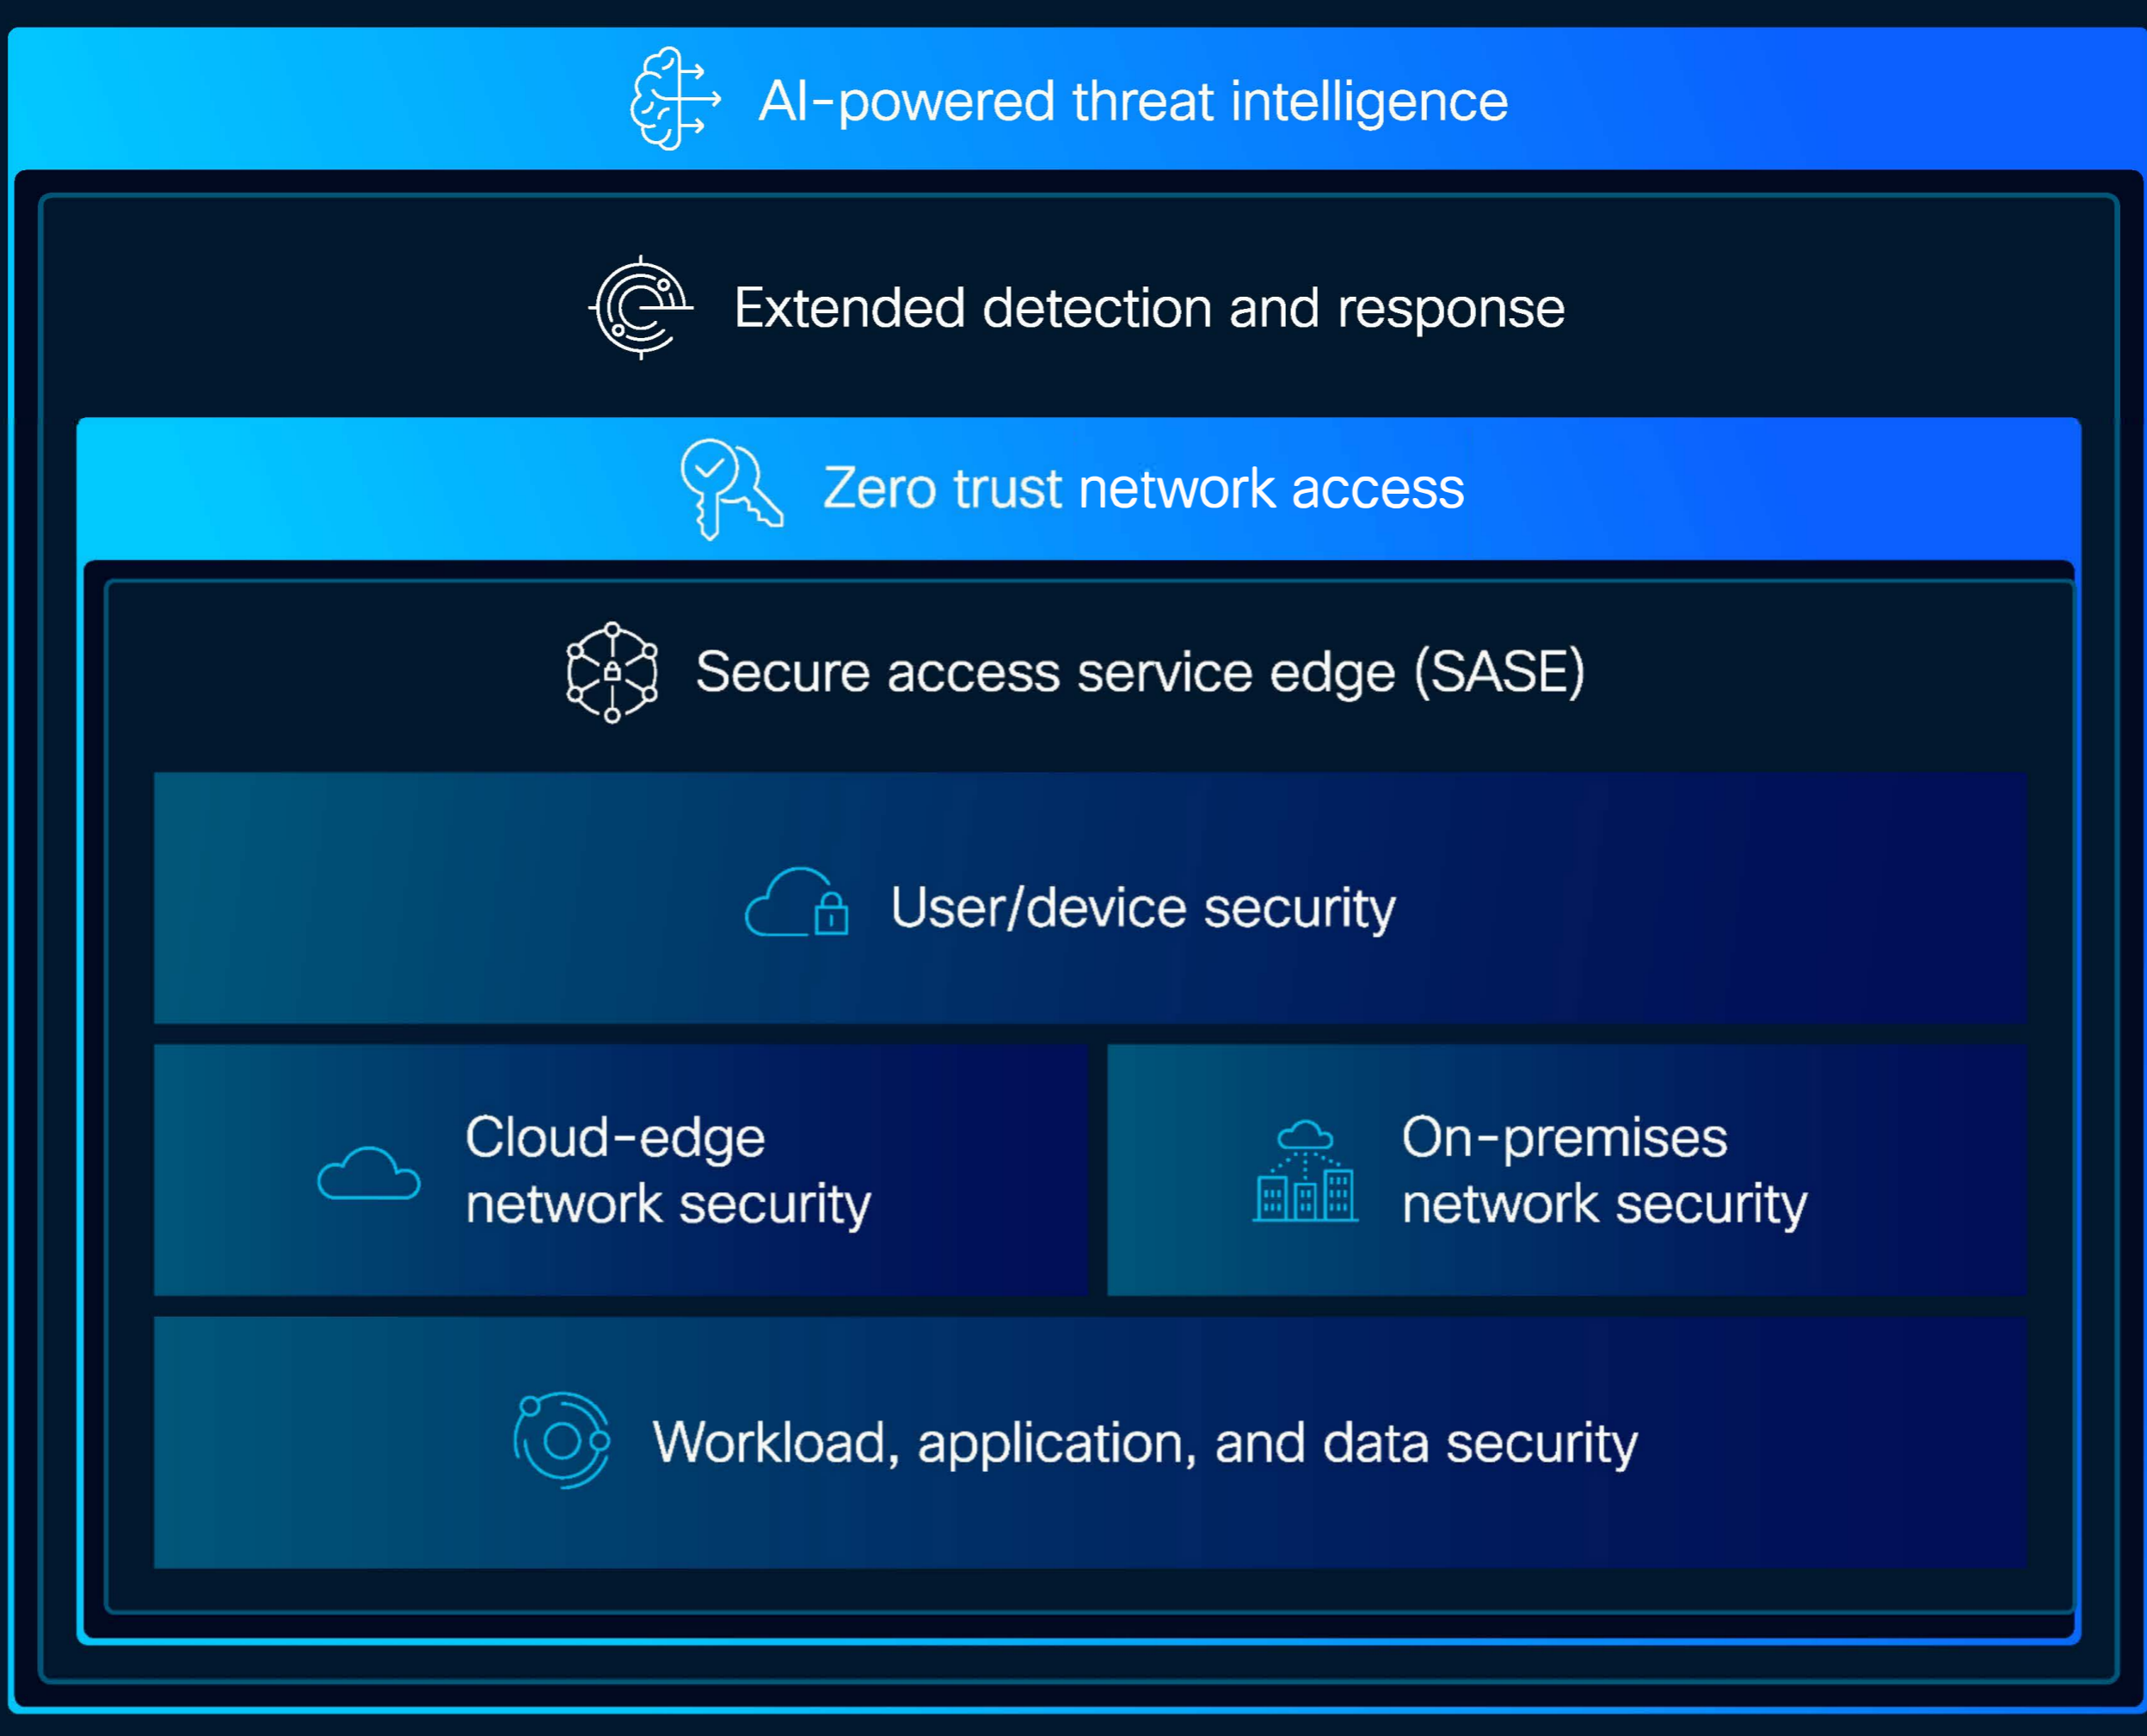 AI-powered threat intelligence
Extended detection and response
Zero trust network access
Secure access service edge (SASE)
User/device security
Cloud-edge
network security
On-premises
network security
Workload, application, and data security